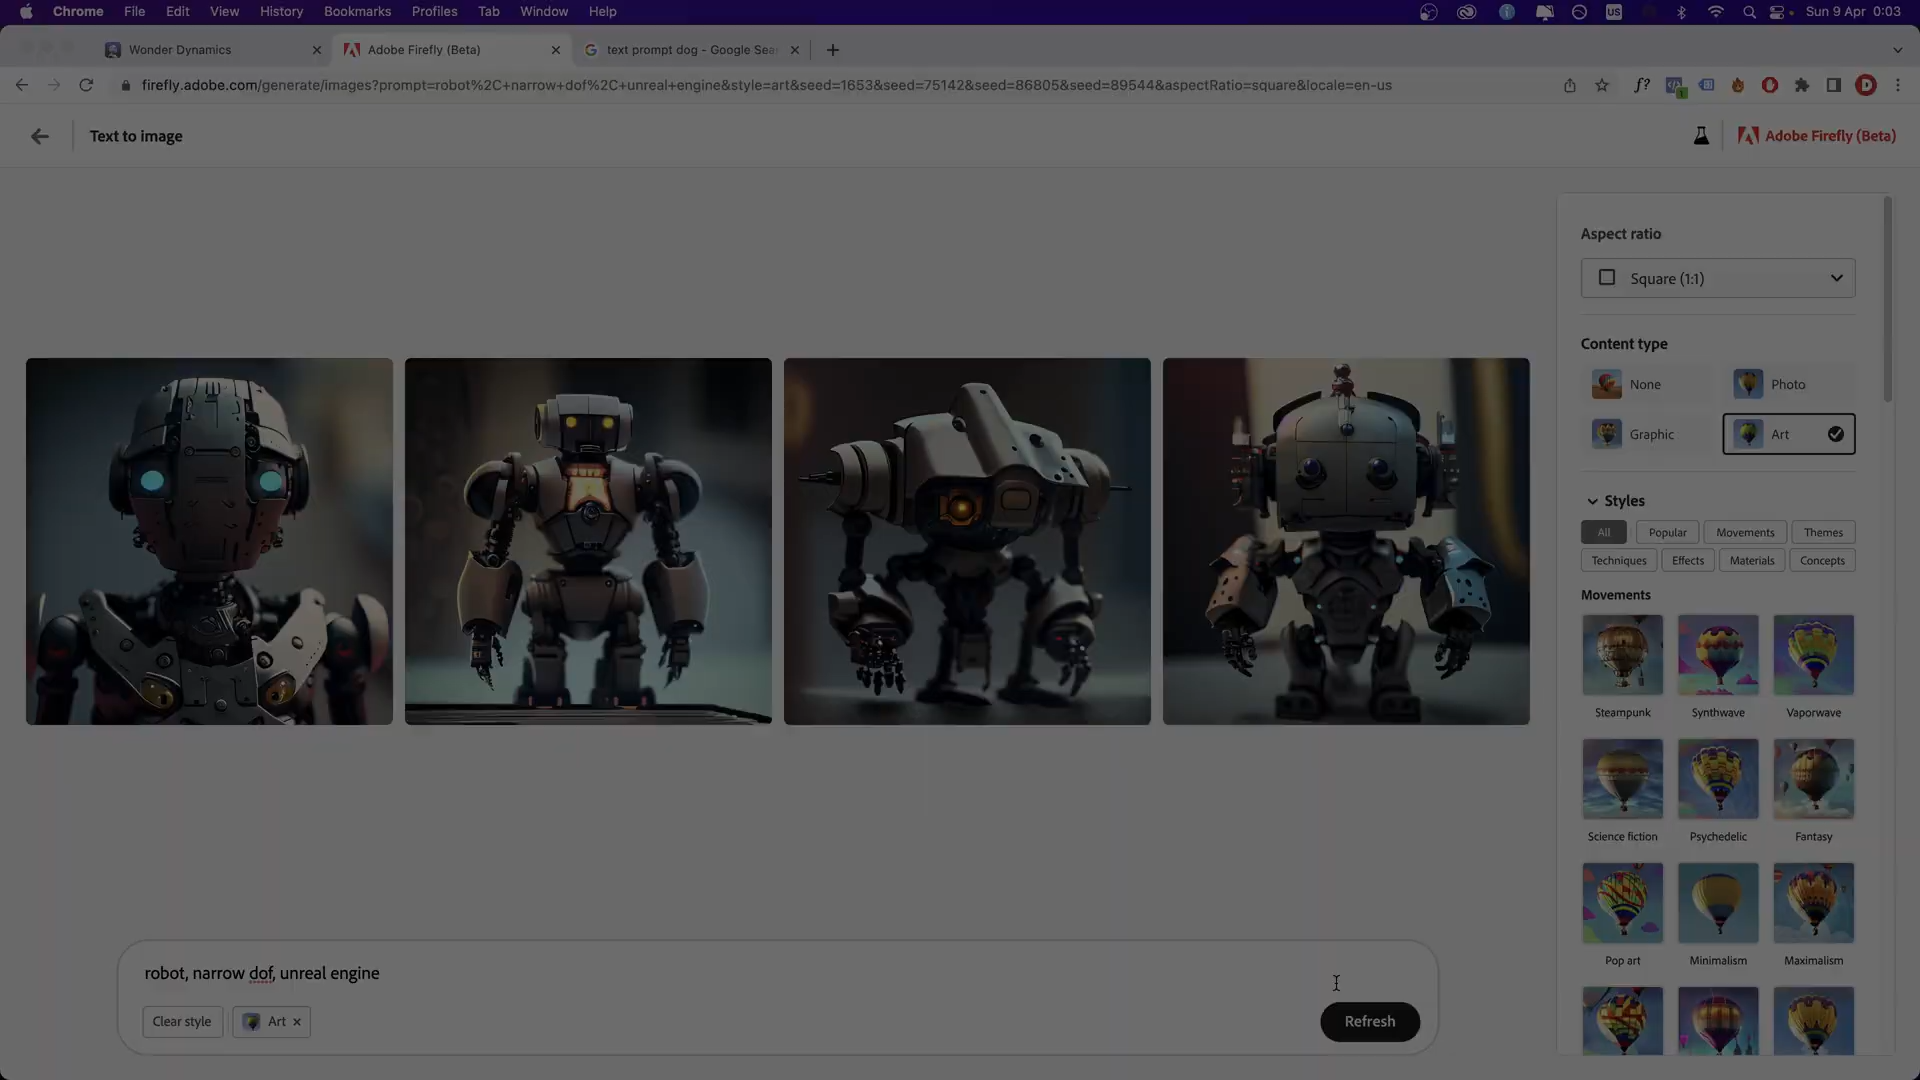 Chrome File Edit View History Bookmarks Profiles Tab Window Help
US
Sun 9 Apr 0:03
Wonder Dynamics
Adobe Firefly (Beta)
text prompt dog - Google Sea
firefly.adobe.com/generate/images?prompt=robot%2C+narrow+dof%2C+unreal+engine&style=art&seed=1653&seed=75142&seed=86805&seed=89544&aspectRatio=square&locale=en-us
f?
D
Text to image
Adobe Firefly (Beta)
Aspect ratio
Square (1:1)
Content type
None
Photo
Graphic
Art
Styles
All
Popular
Movements
Themes
Techniques
Effects
Materials
Concepts
Movements
Steampunk
Synthwave
Vaporwave
Science fiction
Psychedelic
Fantasy
Pop art
Minimalism
Maximalism
robot, narrow dof, unreal engine
Clear style
Art
Refresh